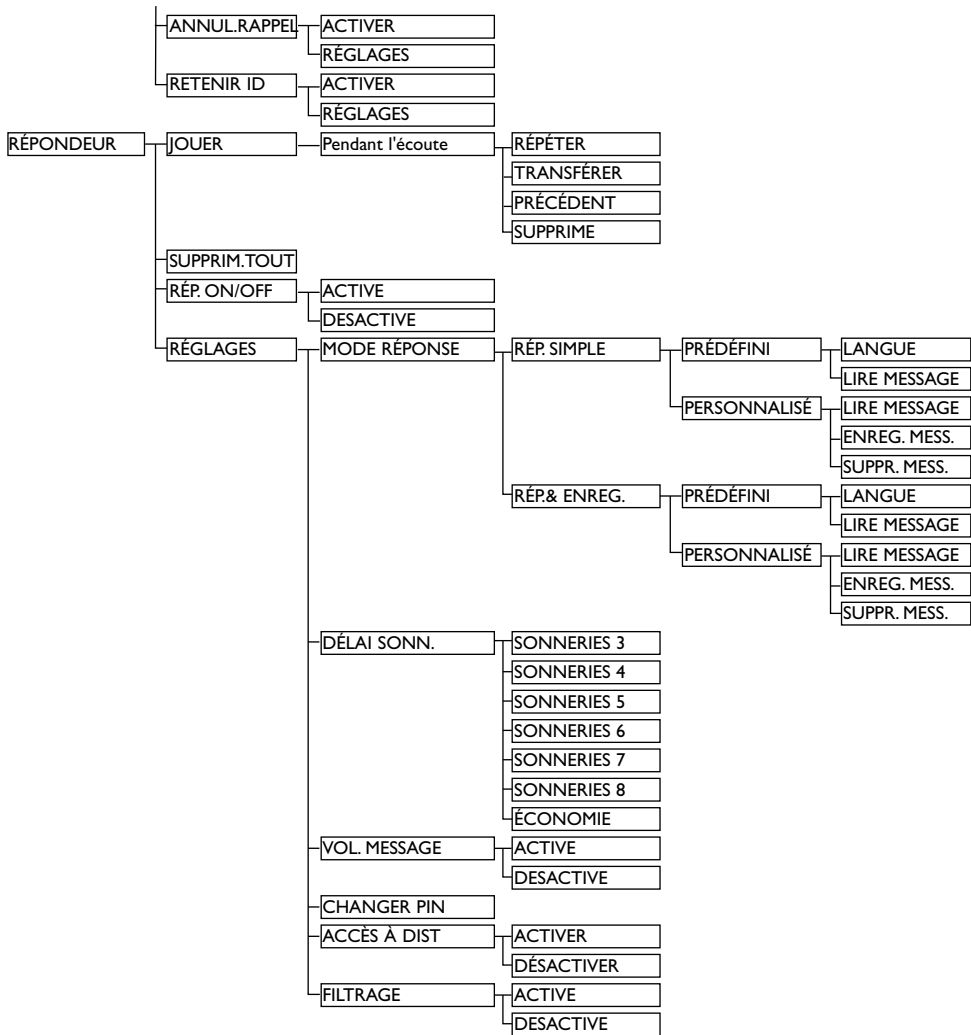 ANNUL.RAPPEL ACTIVER
RÉGLAGES
RETENIR ID ACTIVER
RÉGLAGES
RÉPONDEUR JOUER Pendant l'écoute RÉPÉTER
TRANSFÉRER
PRÉCÉDENT
SUPPRIME
SUPPRIM.TOUT
RÉP. ON/OFF ACTIVE
DESACTIVE
RÉGLAGES MODE RÉPONSE RÉP. SIMPLE PRÉDÉFINI LANGUE
LIRE MESSAGE
PERSONNALISÉ LIRE MESSAGE
ENREG. MESS.
SUPPR. MESS.
RÉP.& ENREG. PRÉDÉFINI LANGUE
LIRE MESSAGE
PERSONNALISÉ LIRE MESSAGE
ENREG. MESS.
SUPPR. MESS.
DÉLAI SONN. SONNERIES 3
SONNERIES 4
SONNERIES 5
SONNERIES 6
SONNERIES 7
SONNERIES 8
ÉCONOMIE
VOL. MESSAGE ACTIVE
DESACTIVE
CHANGER PIN
ACCÈS À DIST ACTIVER
DÉSACTIVER
FILTRAGE ACTIVE
DESACTIVE